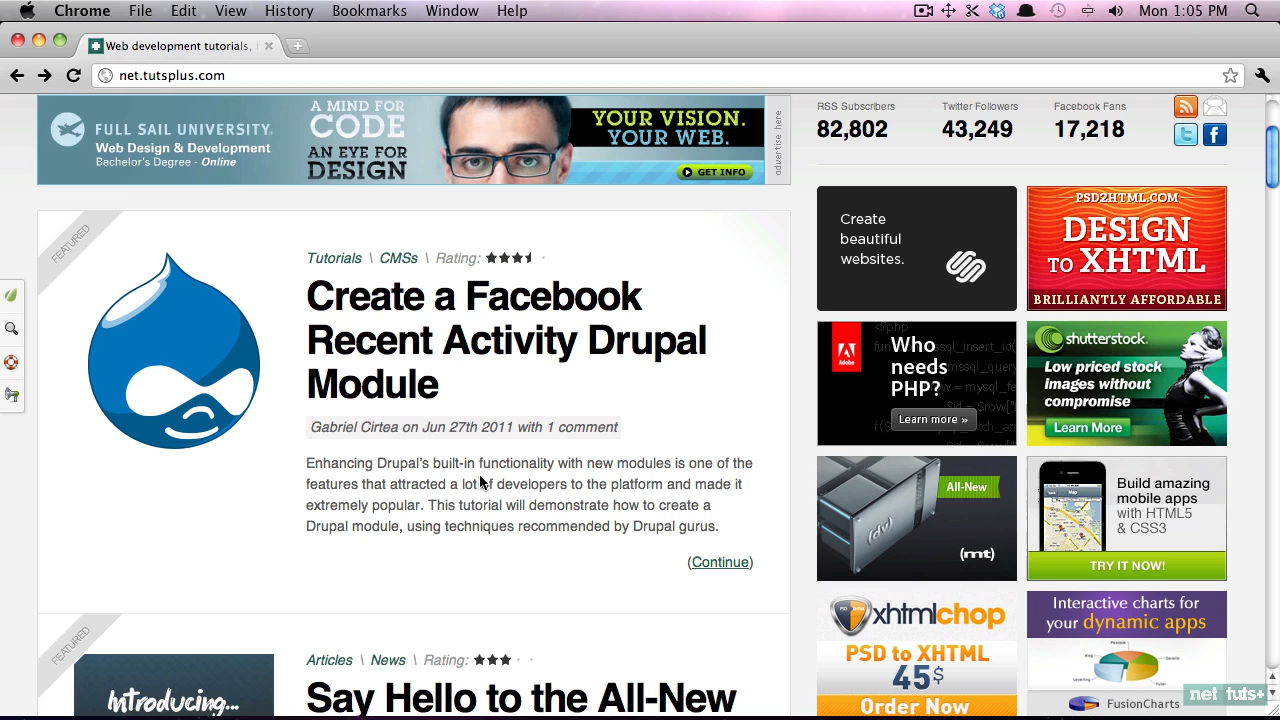 Chrome File Edit View History Bookmarks Window Help
Mon 1:05 PM
Web development tutorials,
net.tutsplus.com
FULL SAIL UNIVERSITY.
Web Design & Development
Bachelor's Degree - Online
A MIND FOR
CODE
AN EYE FOR
DESIGN
YOUR VISION.
YOUR WEB.
GET INFO
advertise here
RSS Subscribers
82,802
Twitter Followers
43,249
Facebook Fans
17,218
FEATURED
Tutorials \ CMSs \ Rating:
Create a Facebook
Recent Activity Drupal
Module
Gabriel Cirtea on Jun 27th 2011 with 1 comment
Enhancing Drupal's built-in functionality with new modules is one of the
features that attracted a lot of developers to the platform and made it
extremely popular. This tutorial will demonstrate how to create a
Drupal module, using techniques recommended by Drupal gurus.
(Continue)
FEATURED
Introducing...
Articles \ News \ Rating:
Say Hello to the All-New
Create
beautiful
websites.
PSD2HTML.COM
DESIGN
TO XHTML
BRILLIANTLY AFFORDABLE
Adobe
Who
needs
PHP?
Learn more »
shutterstock
Low priced stock
images without
compromise
Learn More
All-New
(dv)
(mt)
Build amazing
mobile apps
with HTML5
& CSS3
TRY IT NOW!
xhtmlchop
PSD to XHTML
45$
Order Now
Interactive charts for
your dynamic apps
FusionCharts
net tuts+